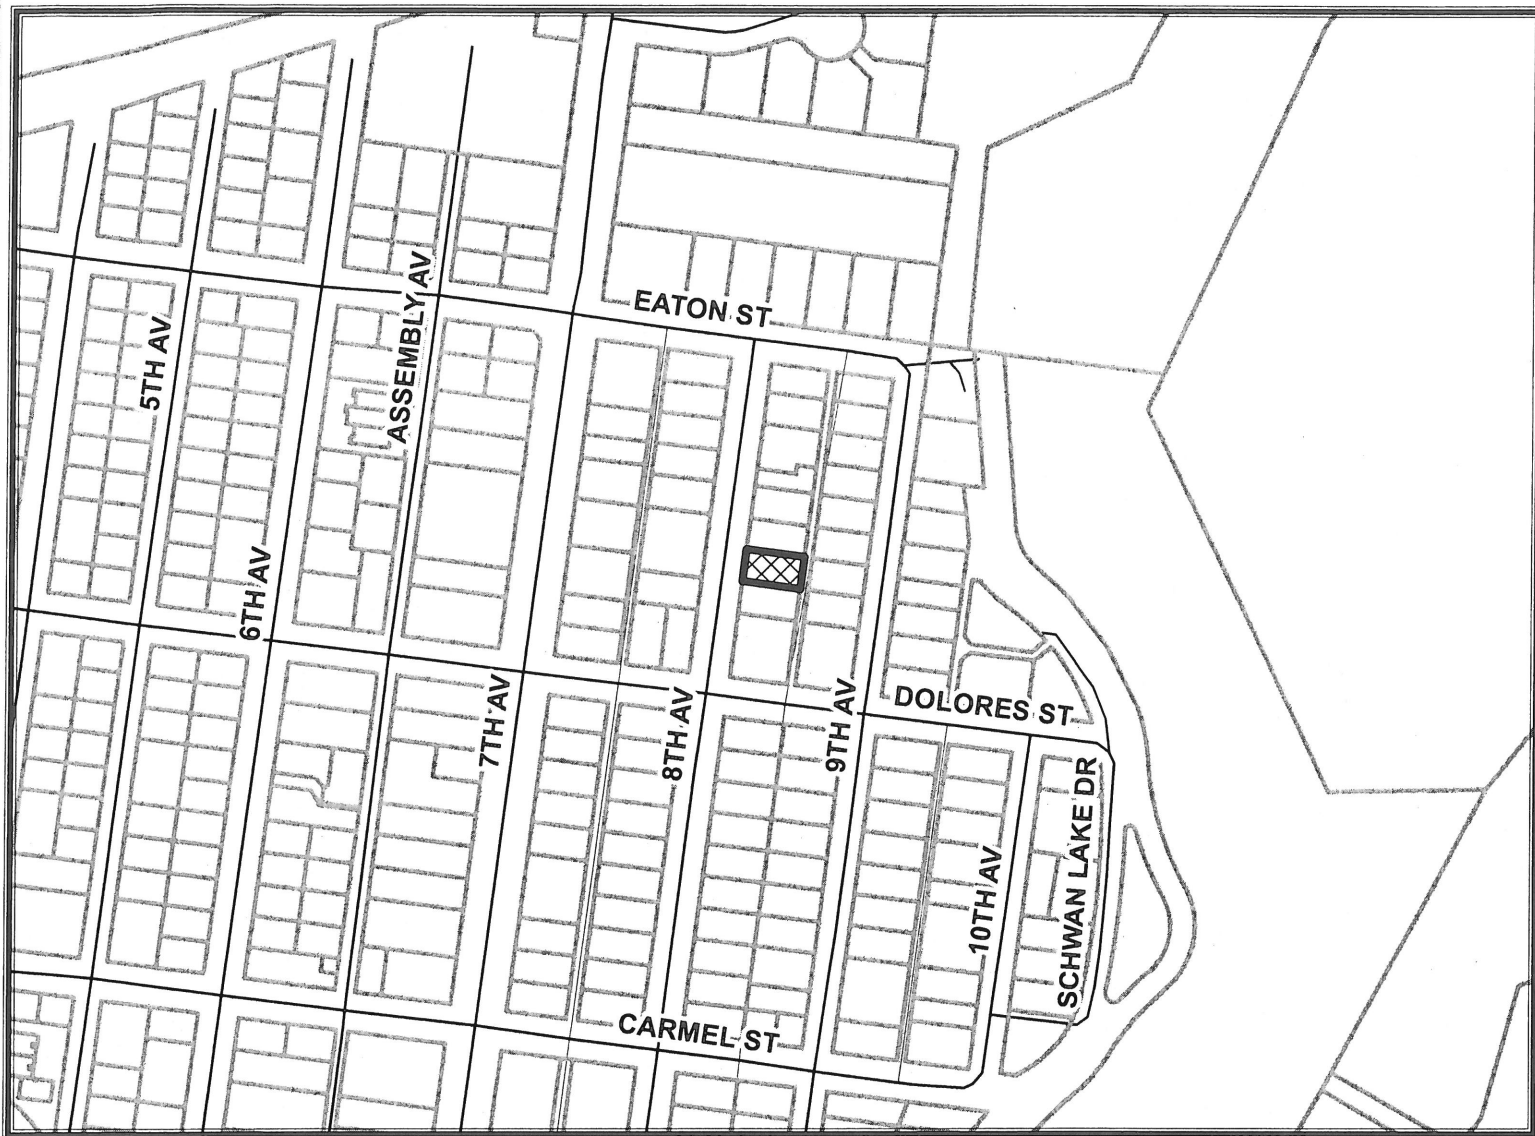 EATON ST
5TH AV
ASSEMBLY AV
6TH AV
7TH AV
8TH AV
9TH AV
DOLORES ST
10TH AV
SCHWAN LAKE DR
CARMEL ST